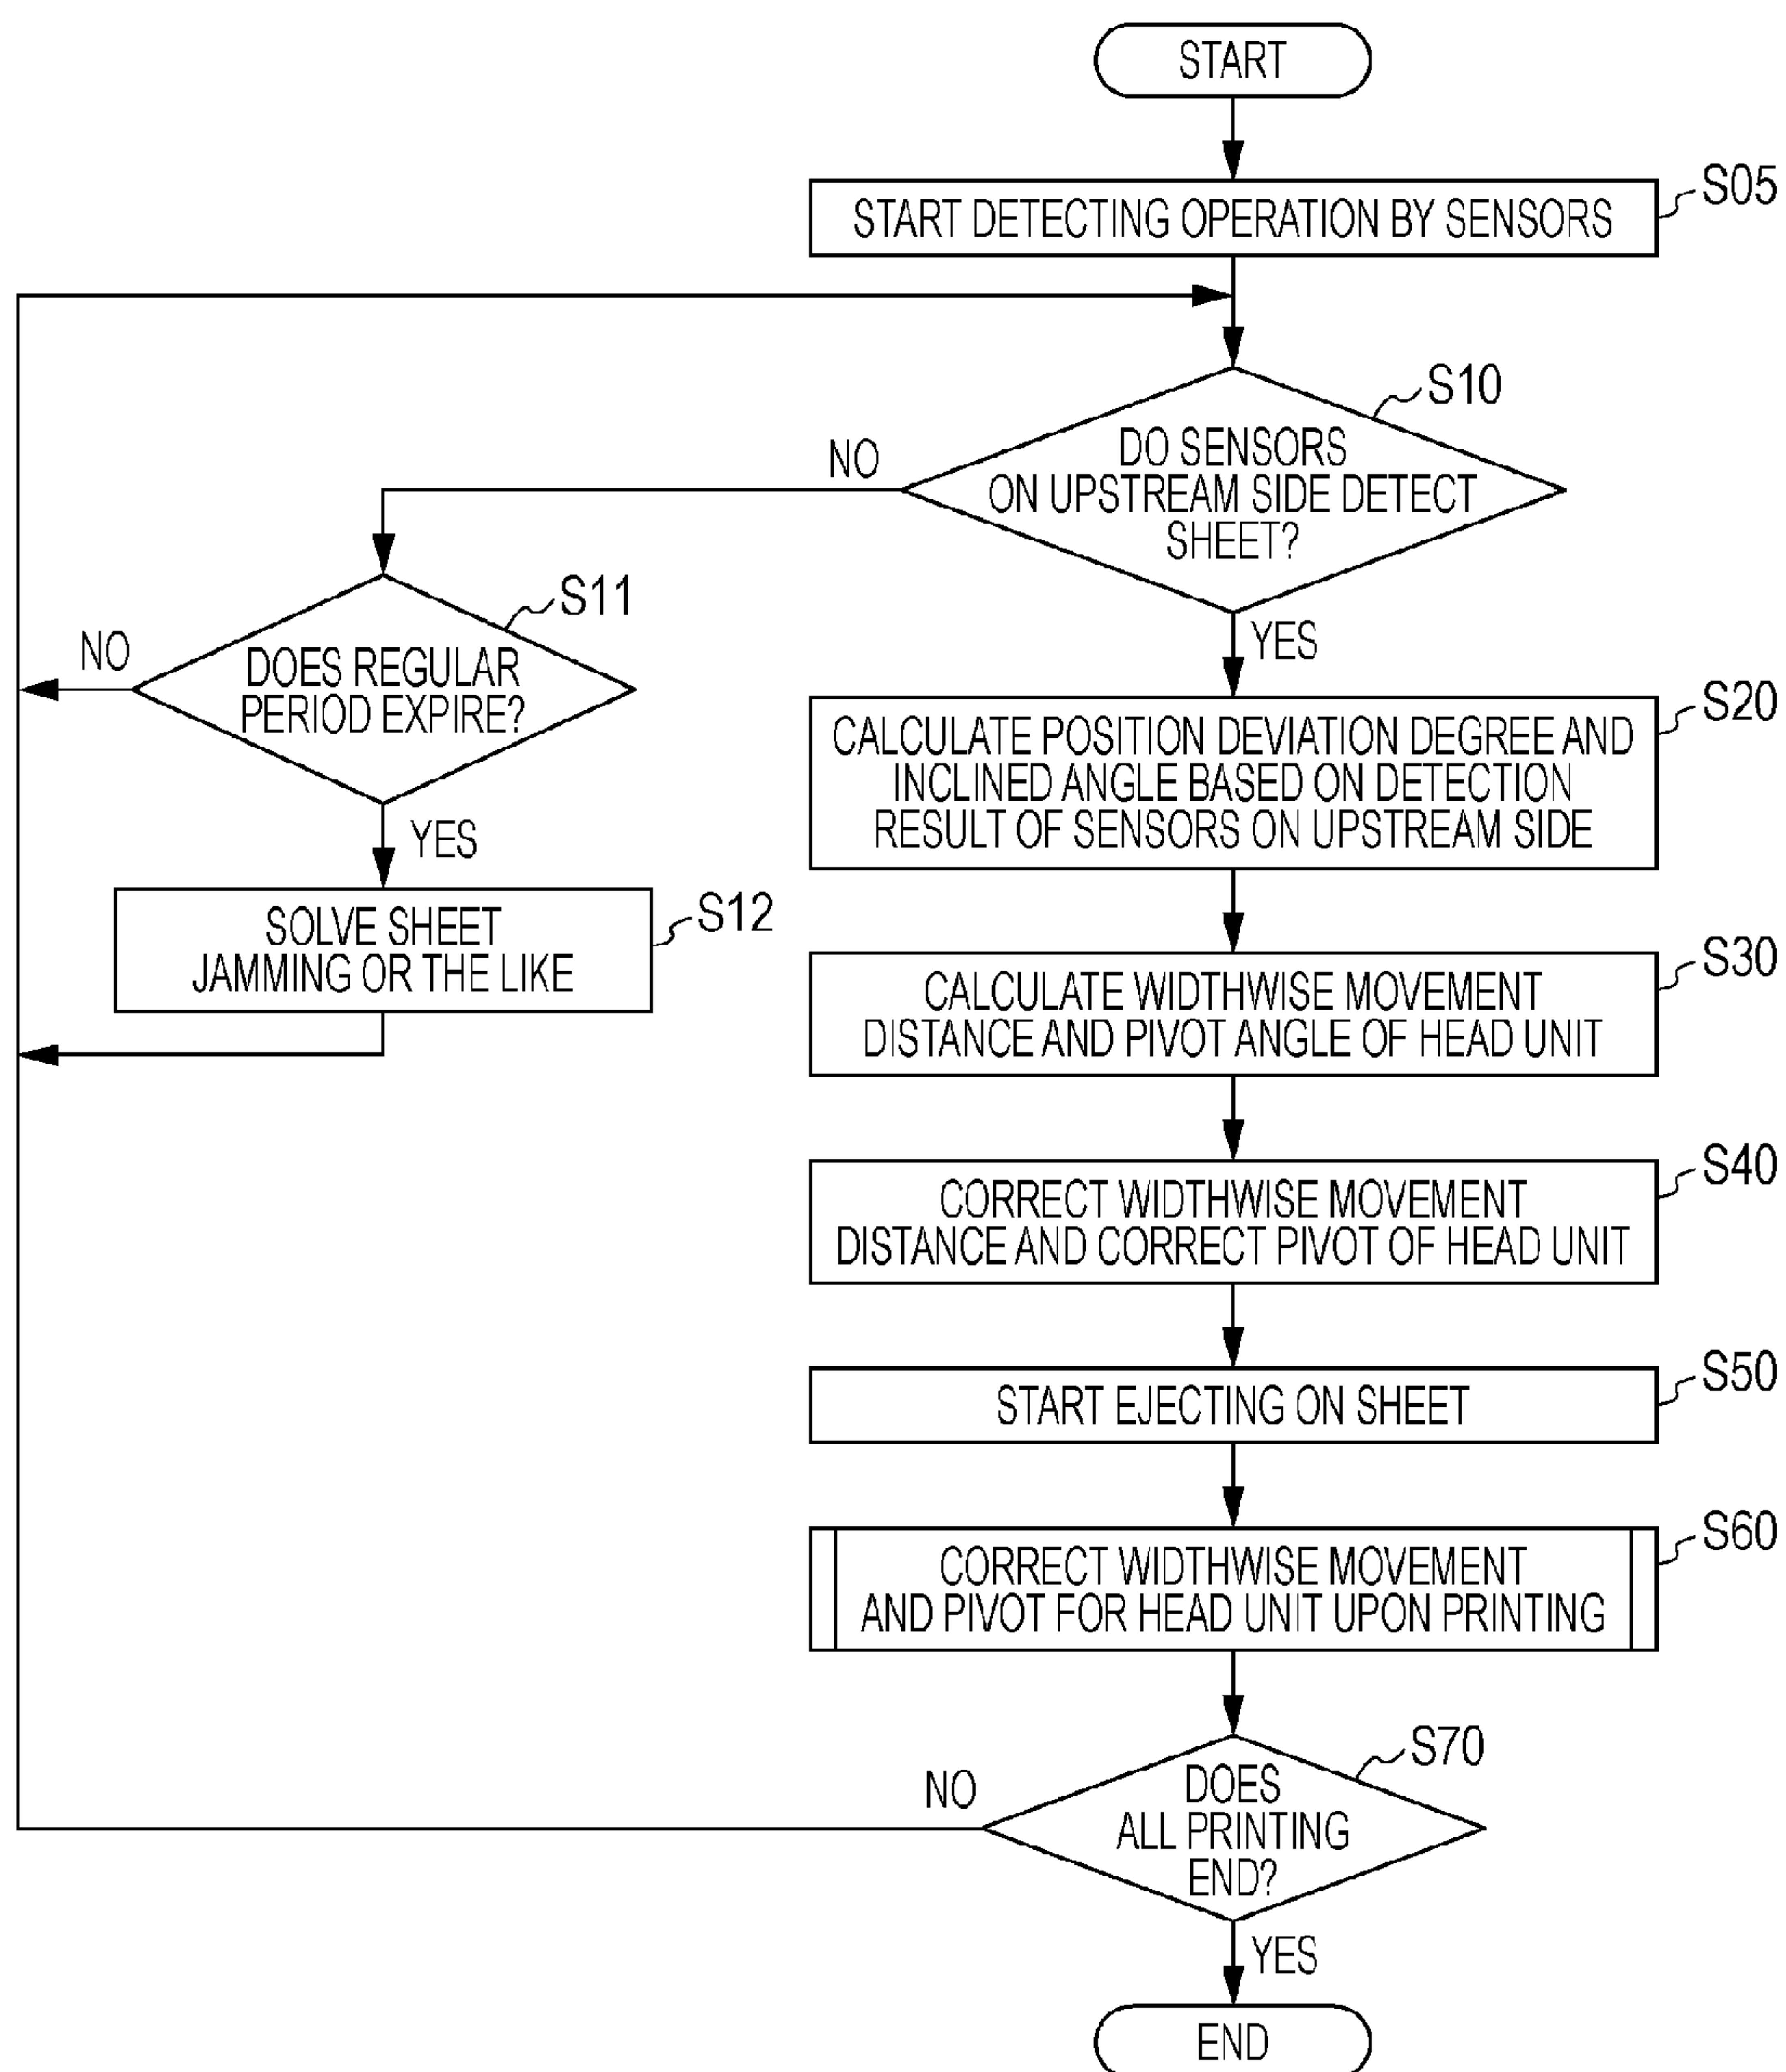 START
START DETECTING OPERATION BY SENSORS
S05
S10
DO SENSORS
ON UPSTREAM SIDE DETECT
SHEET?
NO
YES
S11
DOES REGULAR
PERIOD EXPIRE?
NO
YES
S12
SOLVE SHEET
JAMMING OR THE LIKE
S20
CALCULATE POSITION DEVIATION DEGREE AND
INCLINED ANGLE BASED ON DETECTION
RESULT OF SENSORS ON UPSTREAM SIDE
S30
CALCULATE WIDTHWISE MOVEMENT
DISTANCE AND PIVOT ANGLE OF HEAD UNIT
S40
CORRECT WIDTHWISE MOVEMENT
DISTANCE AND CORRECT PIVOT OF HEAD UNIT
S50
START EJECTING ON SHEET
S60
CORRECT WIDTHWISE MOVEMENT
AND PIVOT FOR HEAD UNIT UPON PRINTING
S70
DOES
ALL PRINTING
END?
NO
YES
END